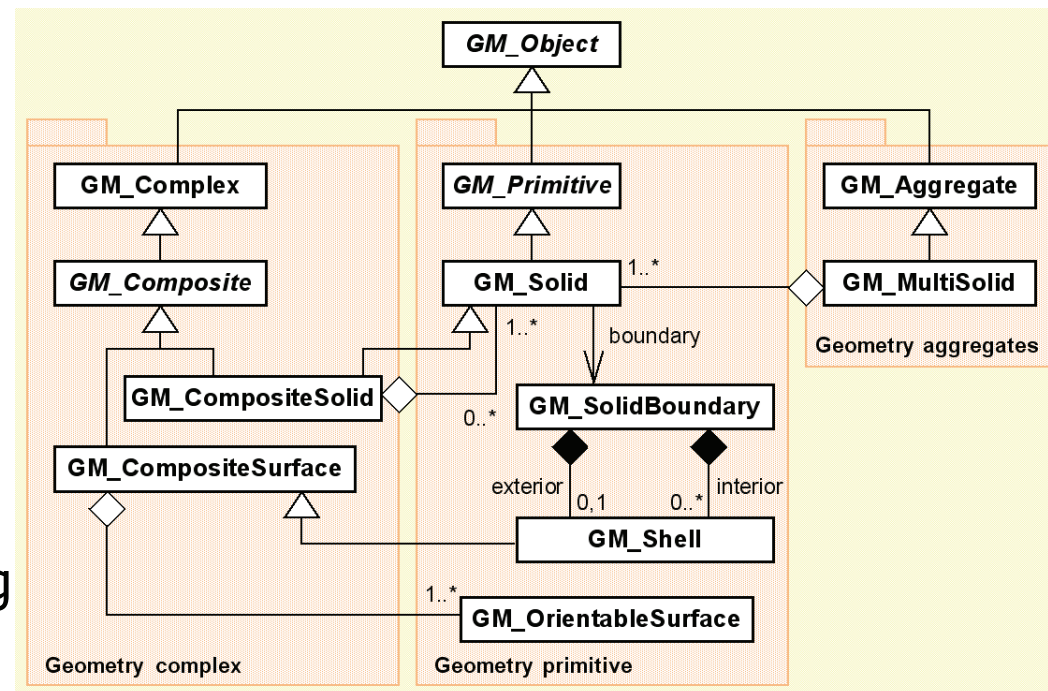 GM_Object
GM_Complex
GM_Primitive
GM_Aggregate
GM_Composite
GM_Solid
1..*
GM_MultiSolid
1..*
boundary
Geometry aggregates
GM_CompositeSolid
0..*
GM_SolidBoundary
GM_CompositeSurface
exterior
0,1
0..*
interior
GM_Shell
g
1..*
GM_OrientableSurface
Geometry complex
Geometry primitive